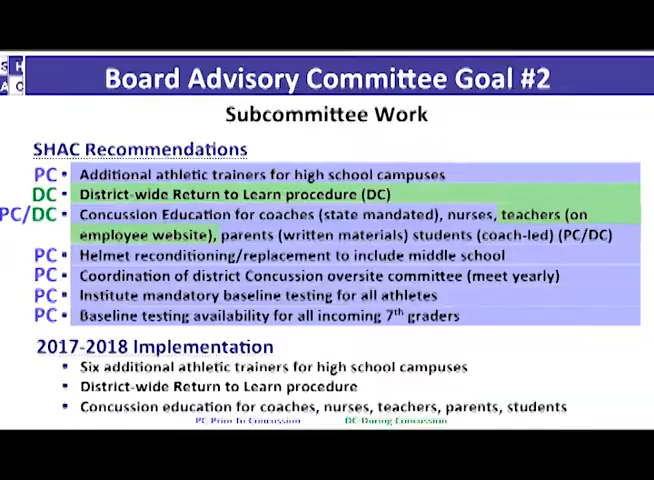 S H
A C
Board Advisory Committee Goal #2
Subcommittee Work
SHAC Recommendations
PC • Additional athletic trainers for high school campuses
DC • District-wide Return to Learn procedure (DC)
PC/DC • Concussion Education for coaches (state mandated), nurses, teachers (on
employee website), parents (written materials) students (coach-led) (PC/DC)
PC • Helmet reconditioning/replacement to include middle school
PC • Coordination of district Concussion oversite committee (meet yearly)
PC • Institute mandatory baseline testing for all athletes
PC • Baseline testing availability for all incoming 7th graders
2017-2018 Implementation
• Six additional athletic trainers for high school campuses
• District-wide Return to Learn procedure
• Concussion education for coaches, nurses, teachers, parents, students
PC-Prior to Concussion DC-During Concussion